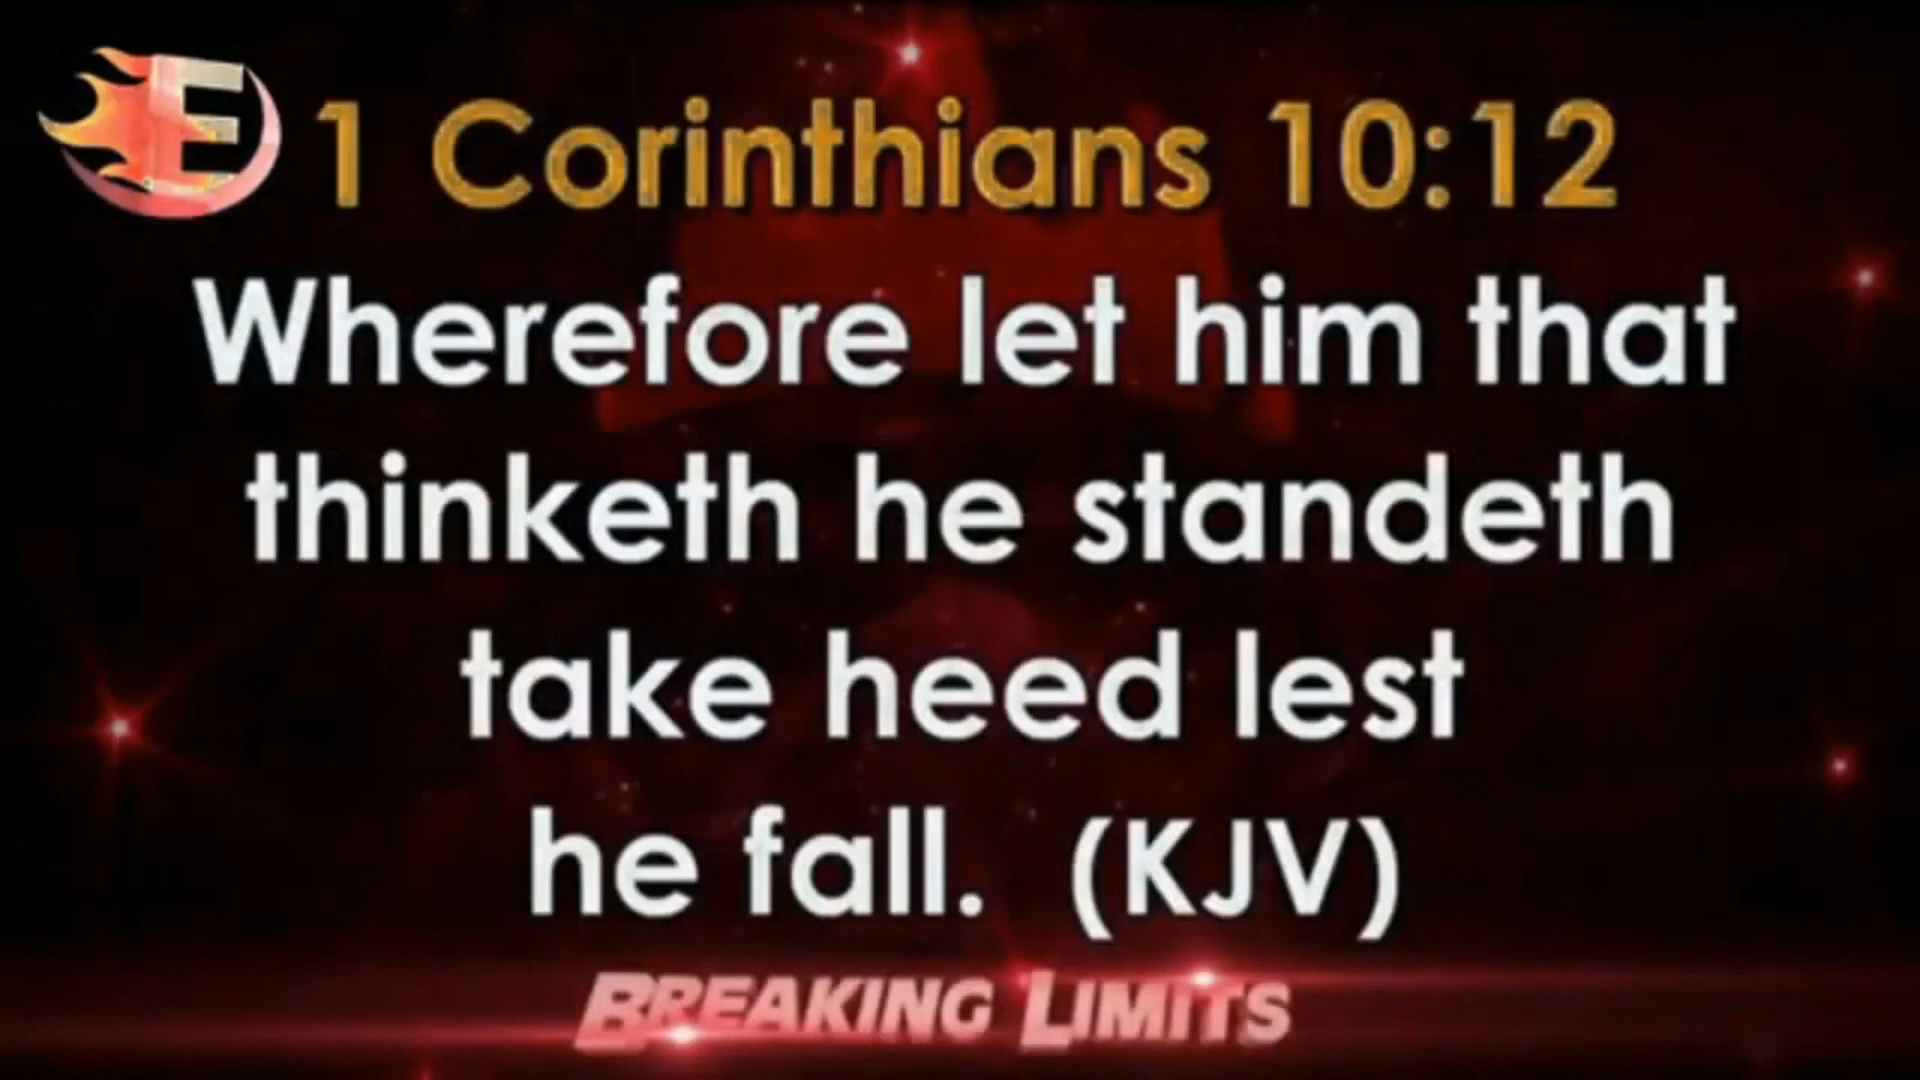 E
1 Corinthians 10:12
Wherefore let him that
thinketh he standeth
take heed lest
he fall. (KJV)
BREAKING LIMITS